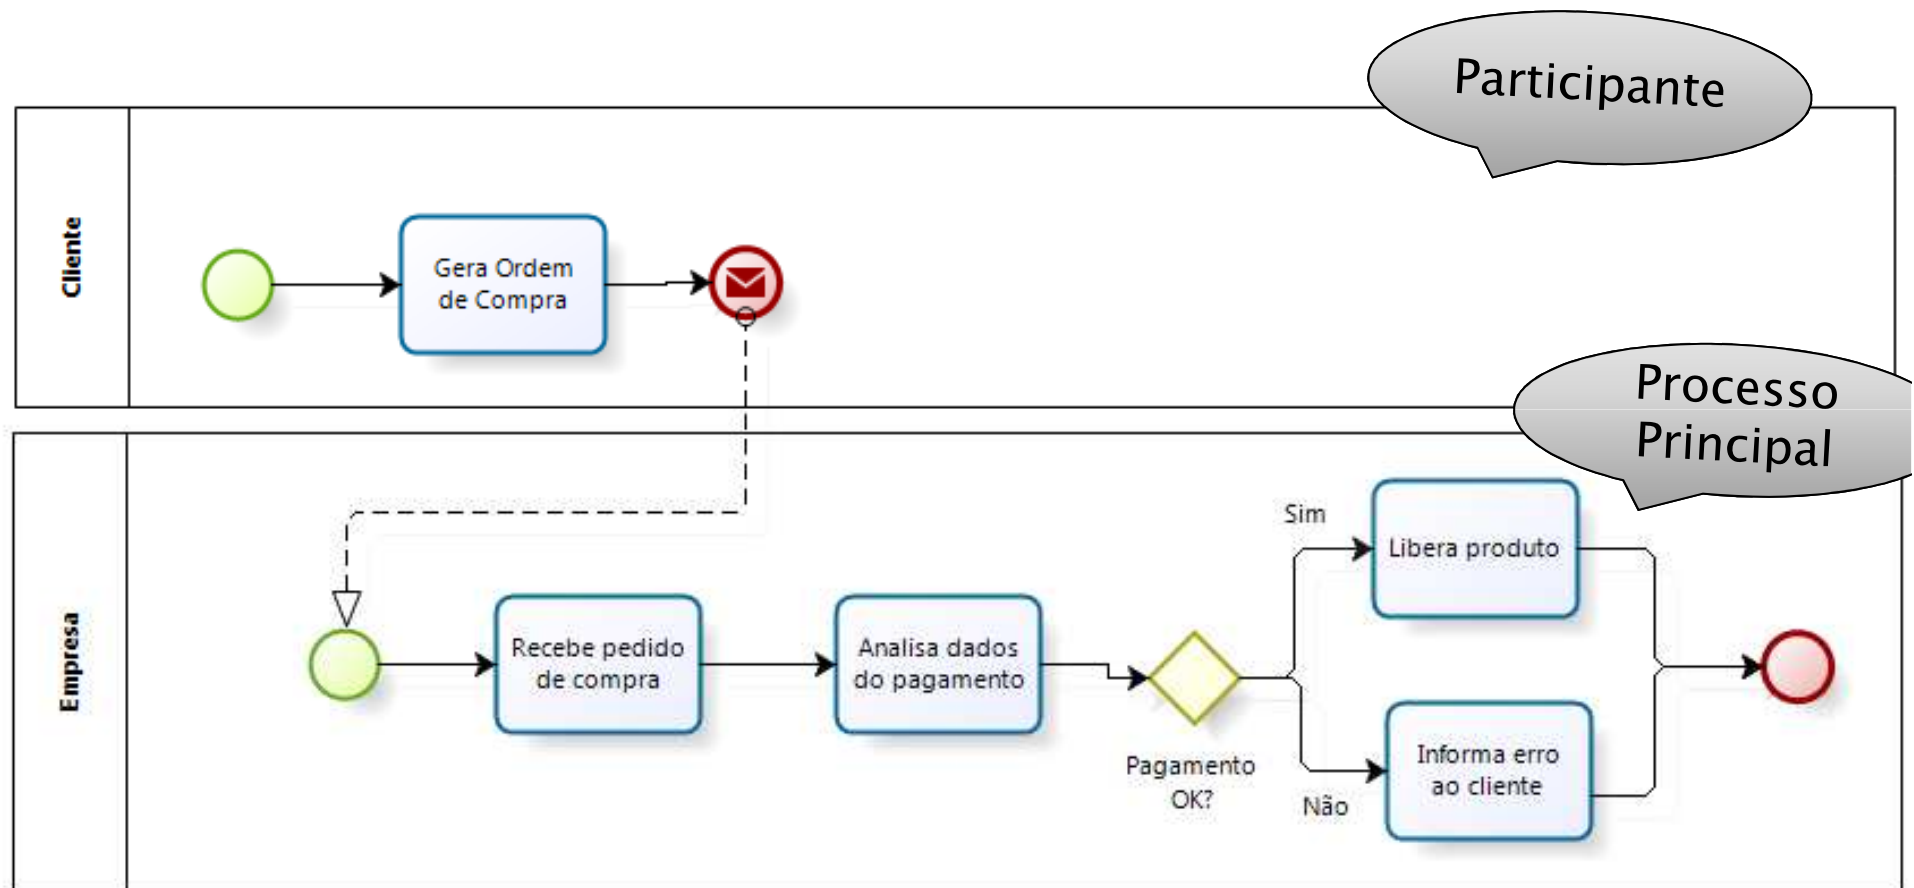 Participante
Cliente
Gera Ordem
de Compra
Processo
Principal
Empresa
Recebe pedido
de compra
Analisa dados
do pagamento
Pagamento
OK?
Sim
Libera produto
Não
Informa erro
ao cliente